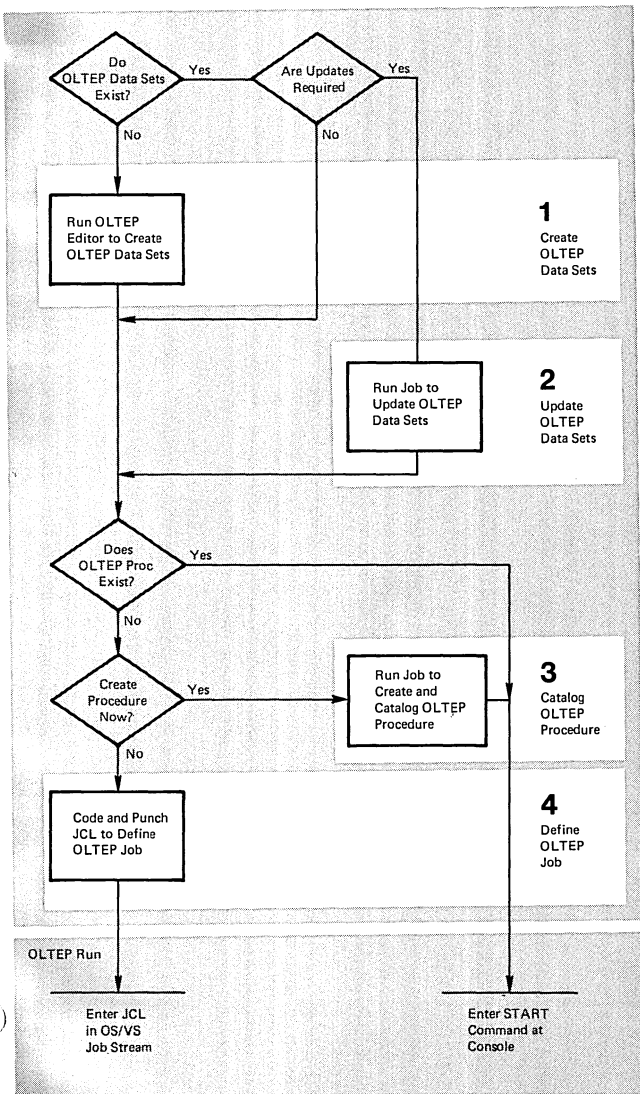 Do
OLTEP Data Sets
Exist?
Yes
Are Updates
Required
Yes
No
No
Run OLTEP
Editor to Create
OLTEP Data Sets
1
Create
OLTEP
Data Sets
Run Job to
Update OLTEP
Data Sets
2
Update
OLTEP
Data Sets
Does
OLTEP Proc
Exist?
Yes
No
Create
Procedure
Now?
Yes
Run Job to
Create and
Catalog OLTEP
Procedure
3
Catalog
OLTEP
Procedure
No
Code and Punch
JCL to Define
OLTEP Job
4
Define
OLTEP
Job
OLTEP Run
Enter JCL
in OS/VS
Job Stream
Enter START
Command at
Console